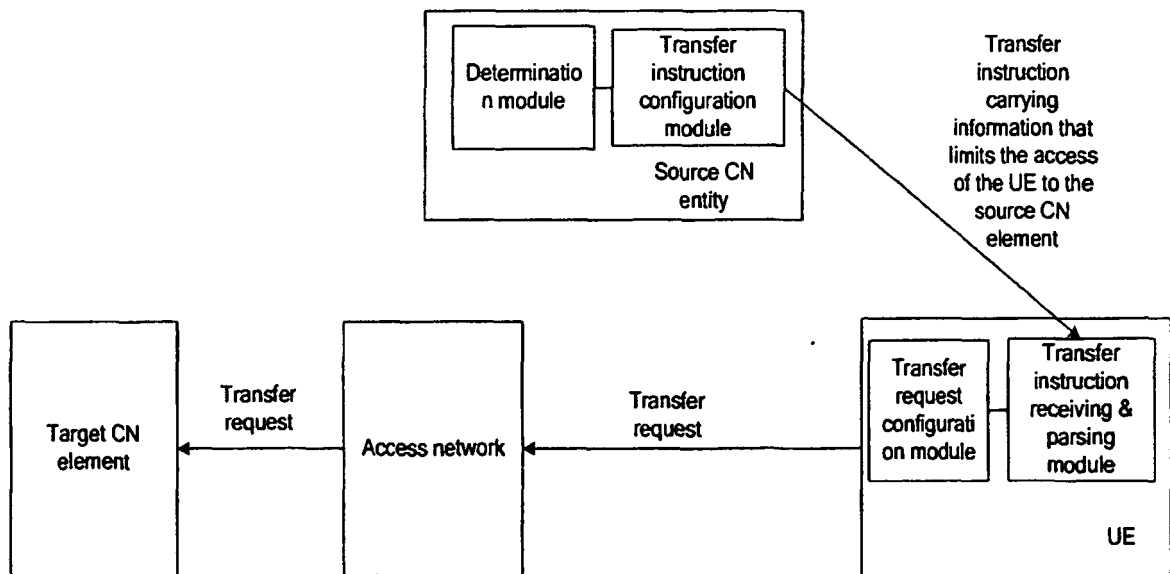 Determinatio
n module
Transfer
instruction
configuration
module
Source CN
entity
Transfer
instruction
carrying
information that
limits the access
of the UE to the
source CN
element
Target CN
element
Transfer
request
Access network
Transfer
request
Transfer
request
configurati
on module
Transfer
instruction
receiving &
parsing
module
UE